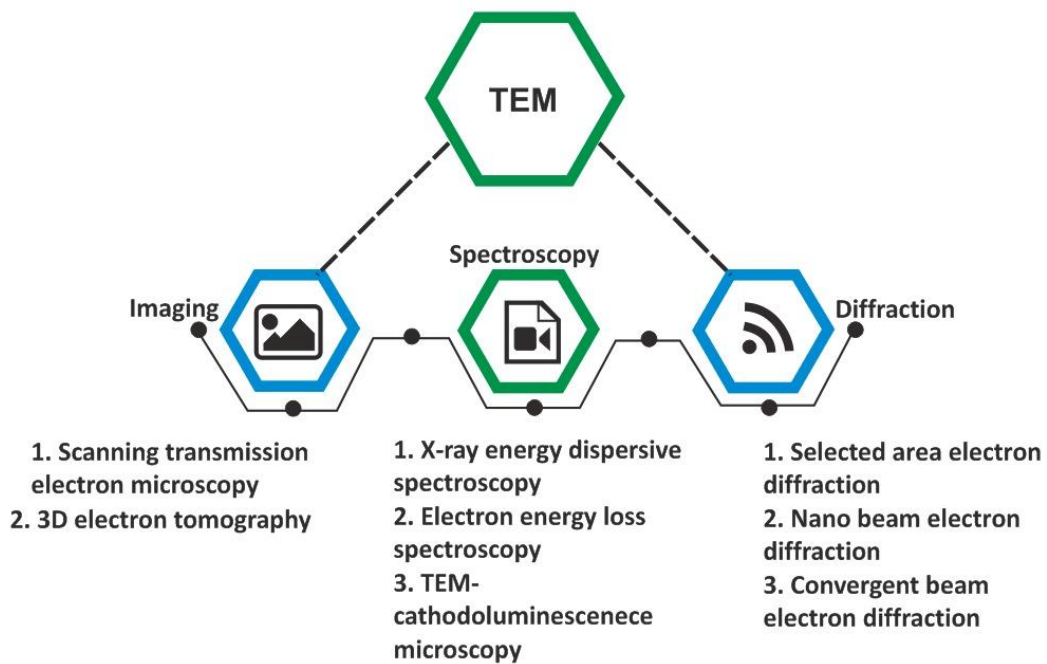 TEM
Spectroscopy
Imaging
Diffraction
1. Scanning transmission
electron microscopy
2. 3D electron tomography
1. X-ray energy dispersive
spectroscopy
2. Electron energy loss
spectroscopy
3. TEM-
cathodoluminescenece
microscopy
1. Selected area electron
diffraction
2. Nano beam electron
diffraction
3. Convergent beam
electron diffraction